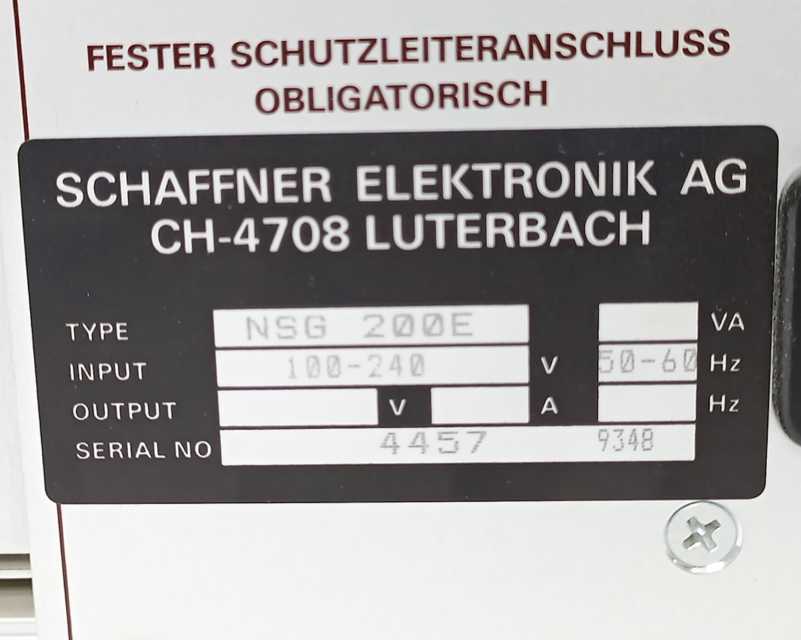 FESTER SCHUTZLEITERANSCHLUSS
OBLIGATORISCH
SCHAFFNER ELEKTRONIK AG
CH-4708 LUTERBACH
TYPE NSG 200E VA
INPUT 100-240 V 50-60 Hz
OUTPUT V A Hz
SERIAL NO 4457 9348